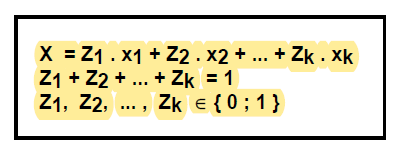 X = Z1 . x1 + Z2 . x2 + ... + Zk . xk
Z1 + Z2 + ... + Zk = 1
Z1, Z2, ... , Zk ∈ { 0 ; 1 }